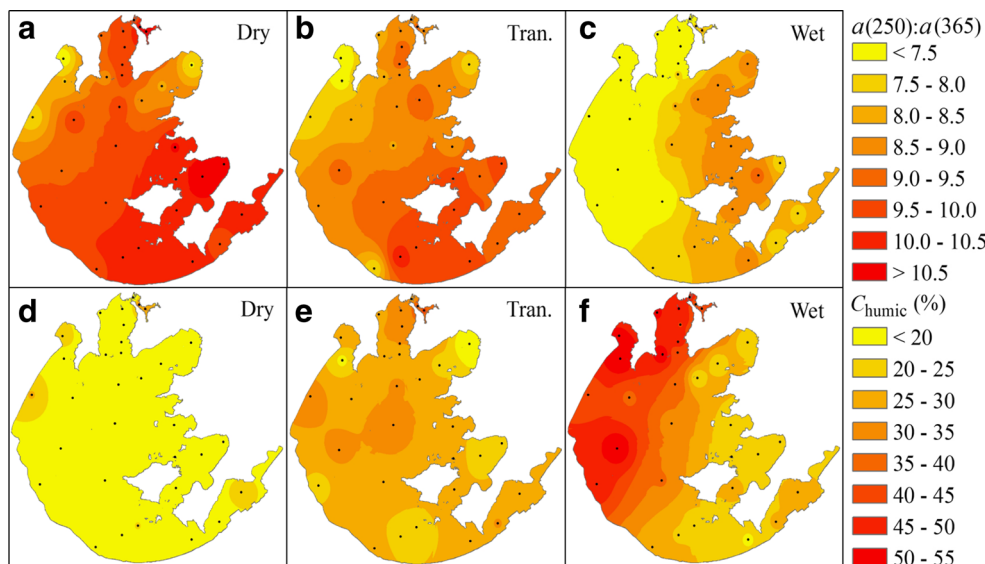 a
Dry
b
Tran.
c
Wet
a(250):a(365)
< 7.5
7.5 - 8.0
8.0 - 8.5
8.5 - 9.0
9.0 - 9.5
9.5 - 10.0
10.0 - 10.5
> 10.5
d
Dry
e
Tran.
f
Wet
Chumic (%)
< 20
20 - 25
25 - 30
30 - 35
35 - 40
40 - 45
45 - 50
50 - 55